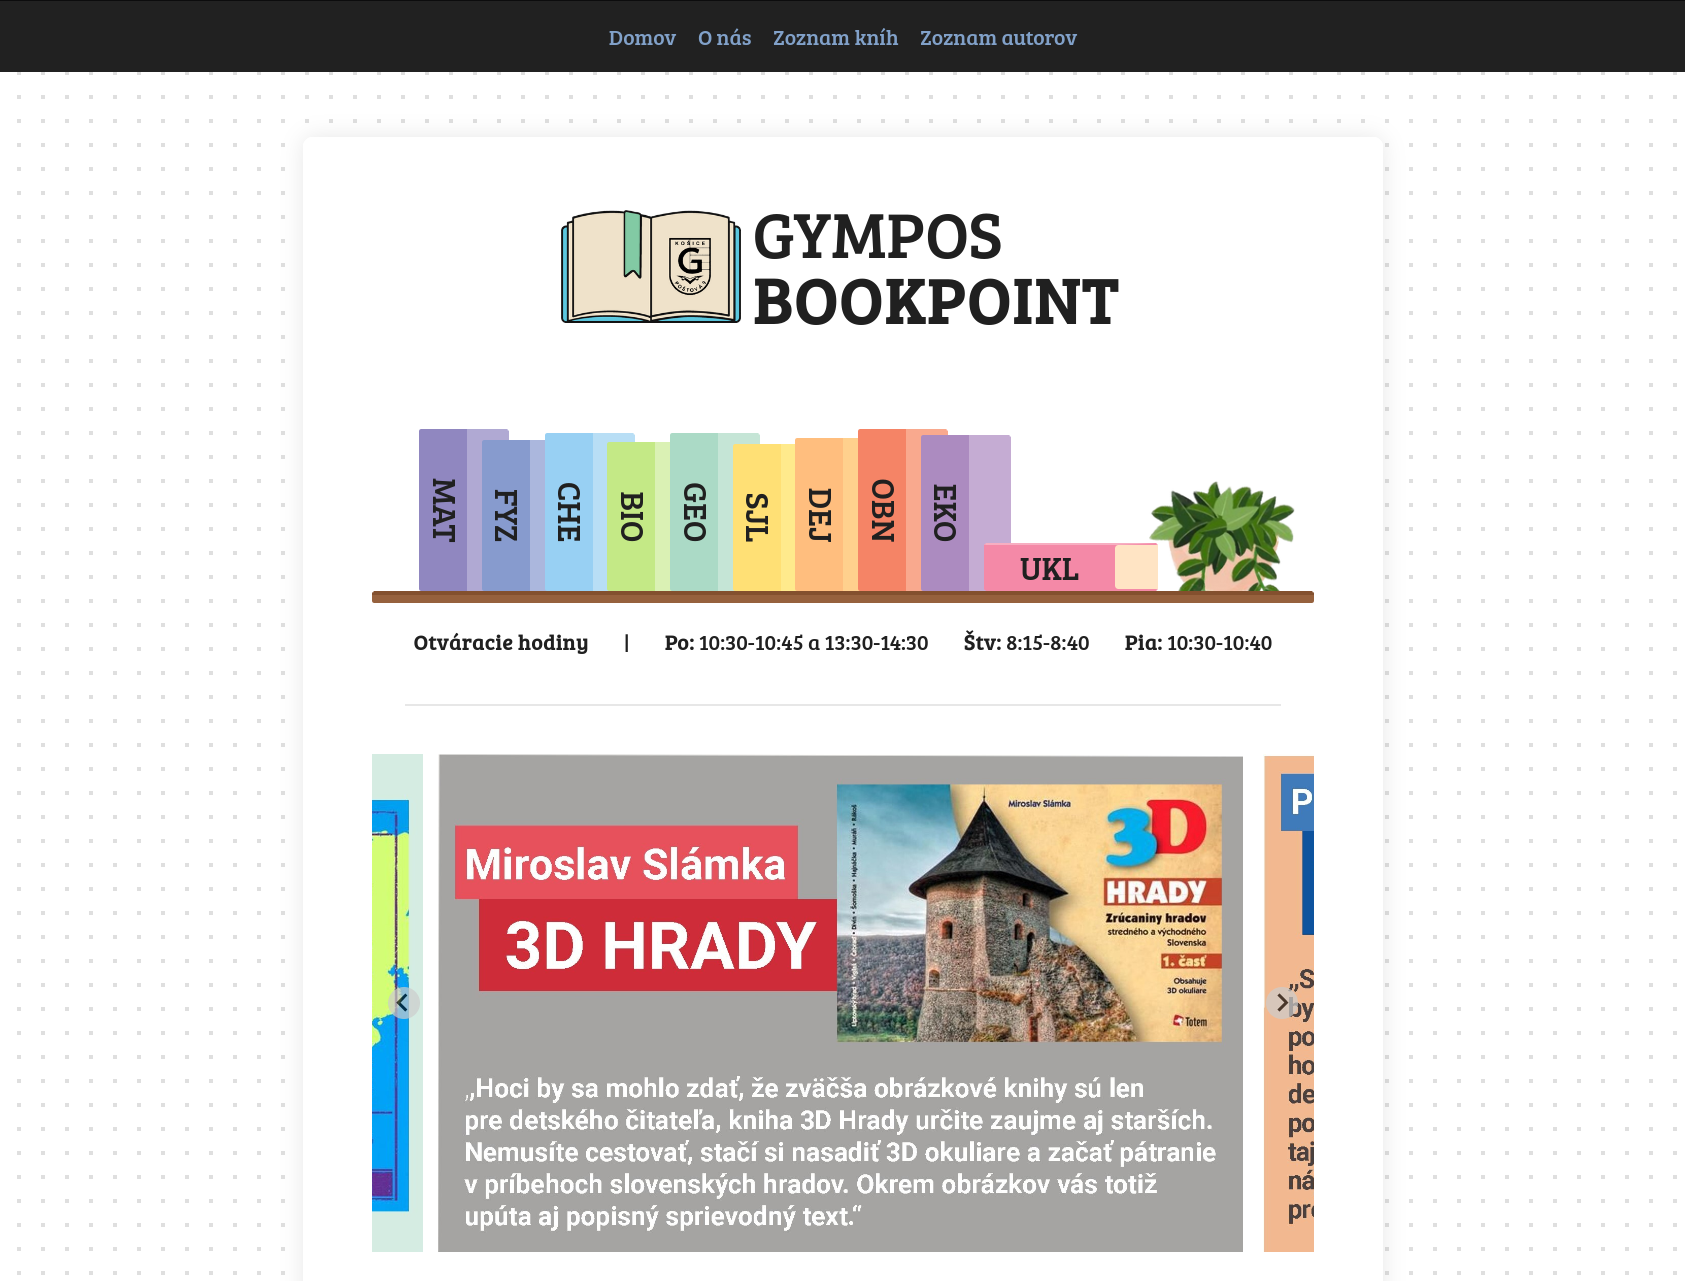 Domov O nás Zoznam kníh Zoznam autorov
KOŠICE
G
POŠTOVÁ 9
GYMPOS
BOOKPOINT
MAT
FYZ
CHE
BIO
GEO
SJL
DEJ
OBN
EKO
UKL
Otváracie hodiny | Po: 10:30-10:45 a 13:30-14:30 Štv: 8:15-8:40 Pia: 10:30-10:40
Miroslav Slámka
3D HRADY
Miroslav Slámka
3D
HRADY
Zrúcaniny hradov
stredného a východného
Slovenska
1. časť
Obsahuje
3D okuliare
Totem
„Hoci by sa mohlo zdať, že zväčša obrázkové knihy sú len
pre detského čitateľa, kniha 3D Hrady určite zaujme aj starších.
Nemusíte cestovať, stačí si nasadiť 3D okuliare a začať pátranie
v príbehoch slovenských hradov. Okrem obrázkov vás totiž
upúta aj popisný sprievodný text.“
P
„S
by
po
ho
de
po
taj
ná
pre